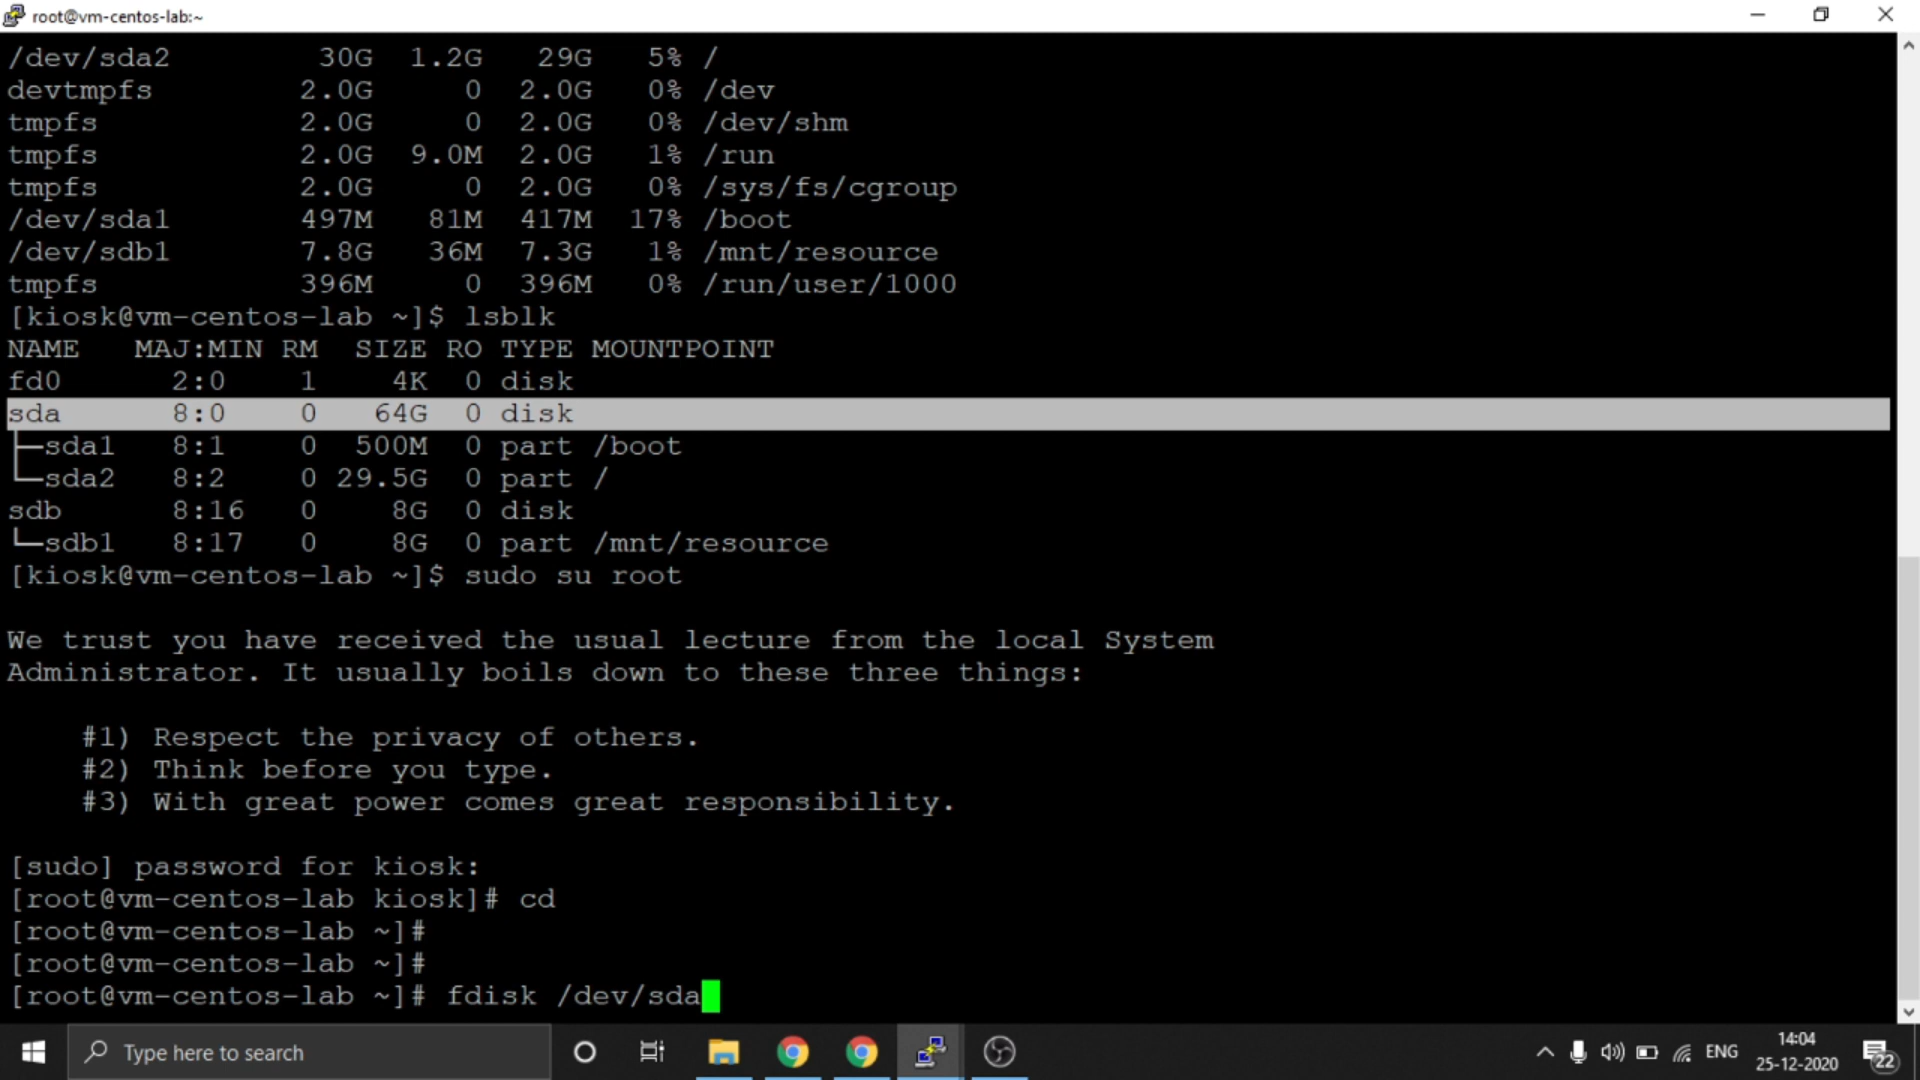 root@vm-centos-lab:~
/dev/sda2 30G 1.2G 29G 5% /
devtmpfs 2.0G 0 2.0G 0% /dev
tmpfs 2.0G 0 2.0G 0% /dev/shm
tmpfs 2.0G 9.0M 2.0G 1% /run
tmpfs 2.0G 0 2.0G 0% /sys/fs/cgroup
/dev/sda1 497M 81M 417M 17% /boot
/dev/sdb1 7.8G 36M 7.3G 1% /mnt/resource
tmpfs 396M 0 396M 0% /run/user/1000
[kiosk@vm-centos-lab ~]$ lsblk
NAME MAJ:MIN RM SIZE RO TYPE MOUNTPOINT
fd0 2:0 1 4K 0 disk
sda 8:0 0 64G 0 disk
├─sda1 8:1 0 500M 0 part /boot
└─sda2 8:2 0 29.5G 0 part /
sdb 8:16 0 8G 0 disk
└─sdb1 8:17 0 8G 0 part /mnt/resource
[kiosk@vm-centos-lab ~]$ sudo su root
We trust you have received the usual lecture from the local System
Administrator. It usually boils down to these three things:
#1) Respect the privacy of others.
#2) Think before you type.
#3) With great power comes great responsibility.
[sudo] password for kiosk:
[root@vm-centos-lab kiosk]# cd
[root@vm-centos-lab ~]#
[root@vm-centos-lab ~]#
[root@vm-centos-lab ~]# fdisk /dev/sda
Type here to search
ENG
14:04
25-12-2020
22